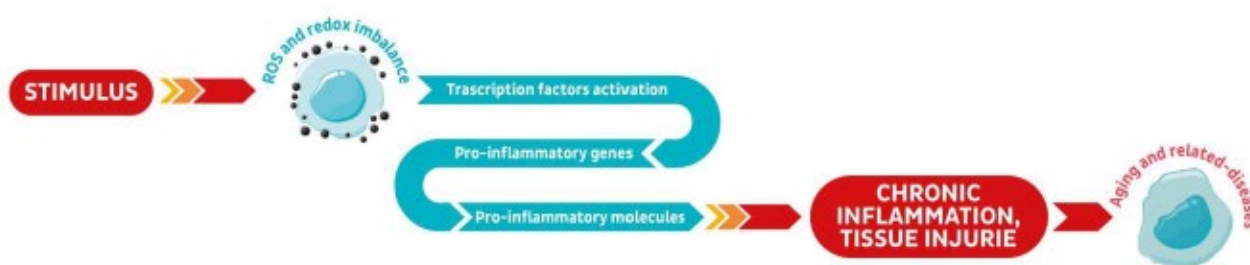 STIMULUS
ROS and redox imbalance
Trascription factors activation
Pro-inflammatory genes
Pro-inflammatory molecules
CHRONIC
INFLAMMATION,
TISSUE INJURIE
Aging and related-diseases